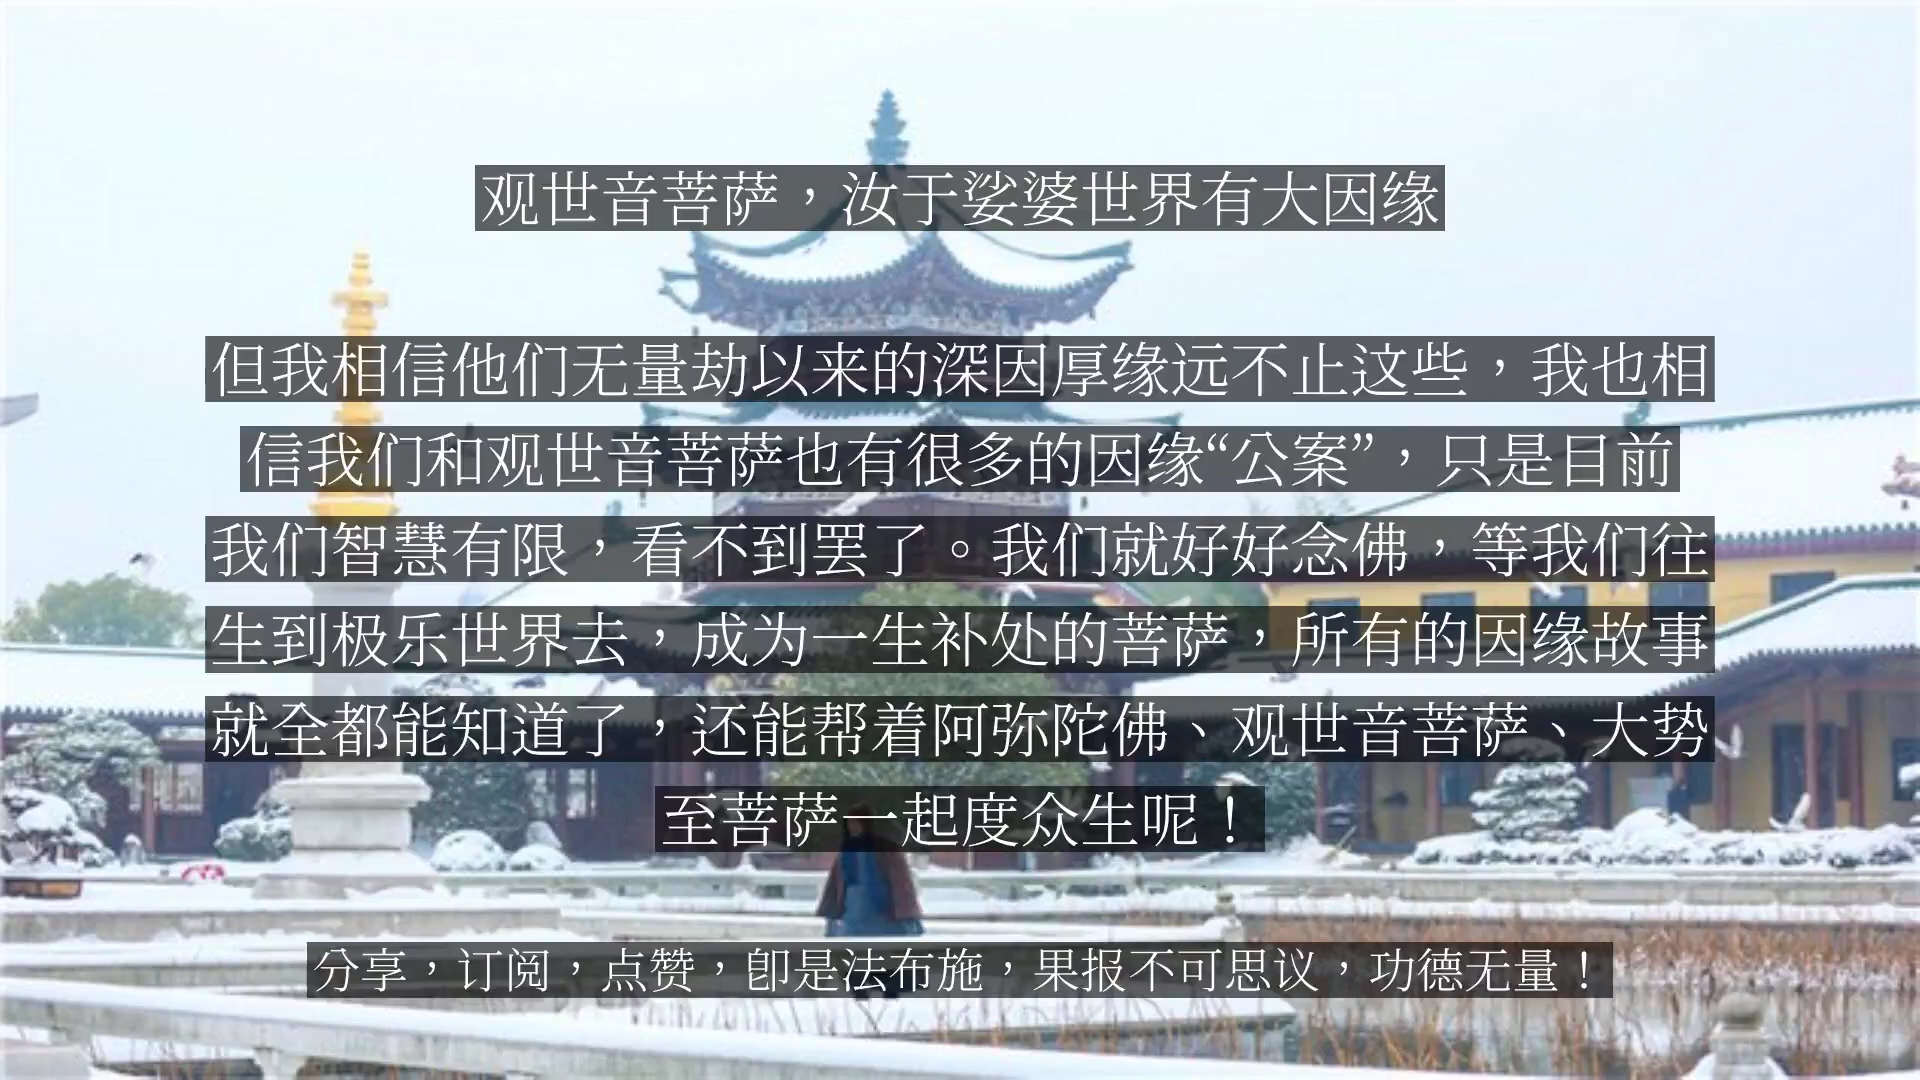 观世音菩萨，汝于娑婆世界有大因缘
但我相信他们无量劫以来的深因厚缘远不止这些，我也相
信我们和观世音菩萨也有很多的因缘“公案”，只是目前
我们智慧有限，看不到罢了。我们就好好念佛，等我们往
生到极乐世界去，成为一生补处的菩萨，所有的因缘故事
就全都能知道了，还能帮着阿弥陀佛、观世音菩萨、大势
至菩萨一起度众生呢！
分享，订阅，点赞，即是法布施，果报不可思议，功德无量！